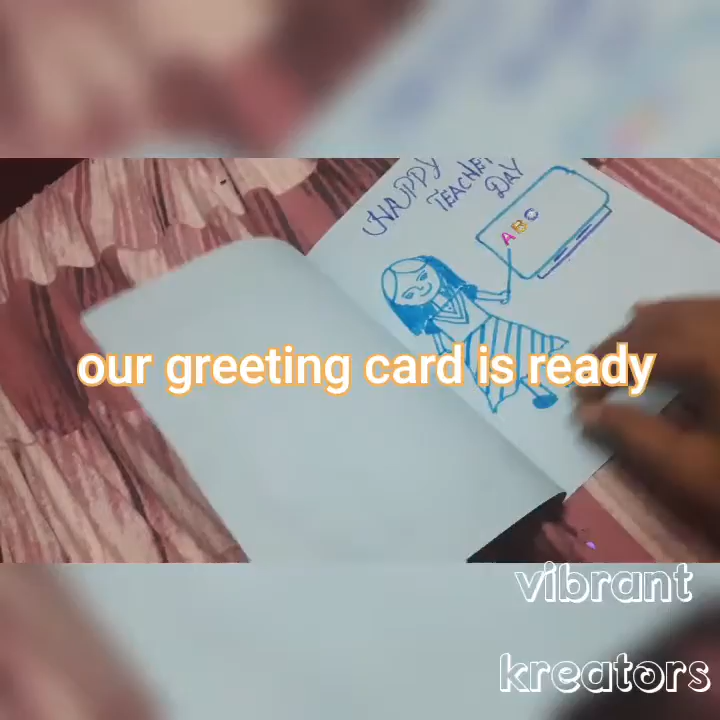 HAPPY
TEACHER
DAY
ABC
our greeting card is ready
vibrant
kreators